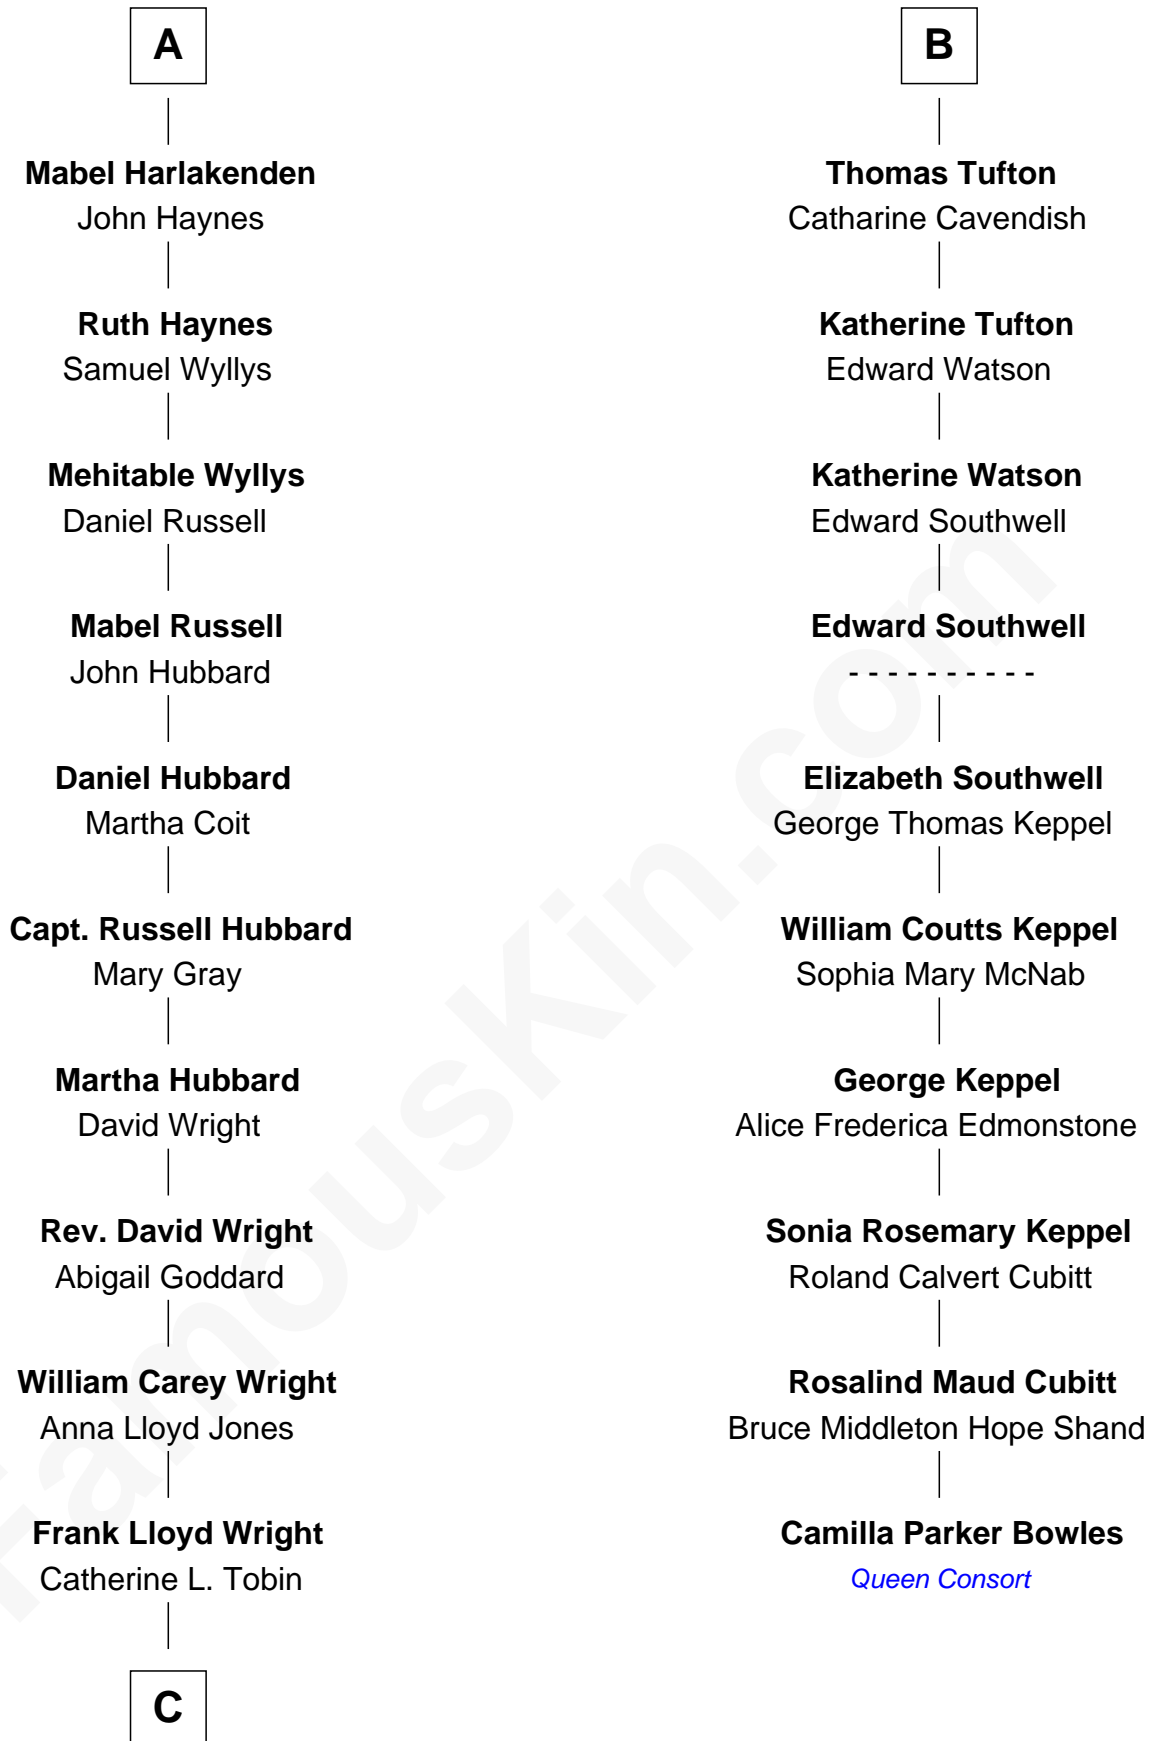 A
Mabel Harlakenden
John Haynes
Ruth Haynes
Samuel Wyllys
Mehitable Wyllys
Daniel Russell
Mabel Russell
John Hubbard
Daniel Hubbard
Martha Coit
Capt. Russell Hubbard
Mary Gray
Martha Hubbard
David Wright
Rev. David Wright
Abigail Goddard
William Carey Wright
Anna Lloyd Jones
Frank Lloyd Wright
Catherine L. Tobin
C
B
Thomas Tufton
Catharine Cavendish
Katherine Tufton
Edward Watson
Katherine Watson
Edward Southwell
Edward Southwell
- - - - - - - - - -
Elizabeth Southwell
George Thomas Keppel
William Coutts Keppel
Sophia Mary McNab
George Keppel
Alice Frederica Edmonstone
Sonia Rosemary Keppel
Roland Calvert Cubitt
Rosalind Maud Cubitt
Bruce Middleton Hope Shand
Camilla Parker Bowles
Queen Consort
FamousKin.com